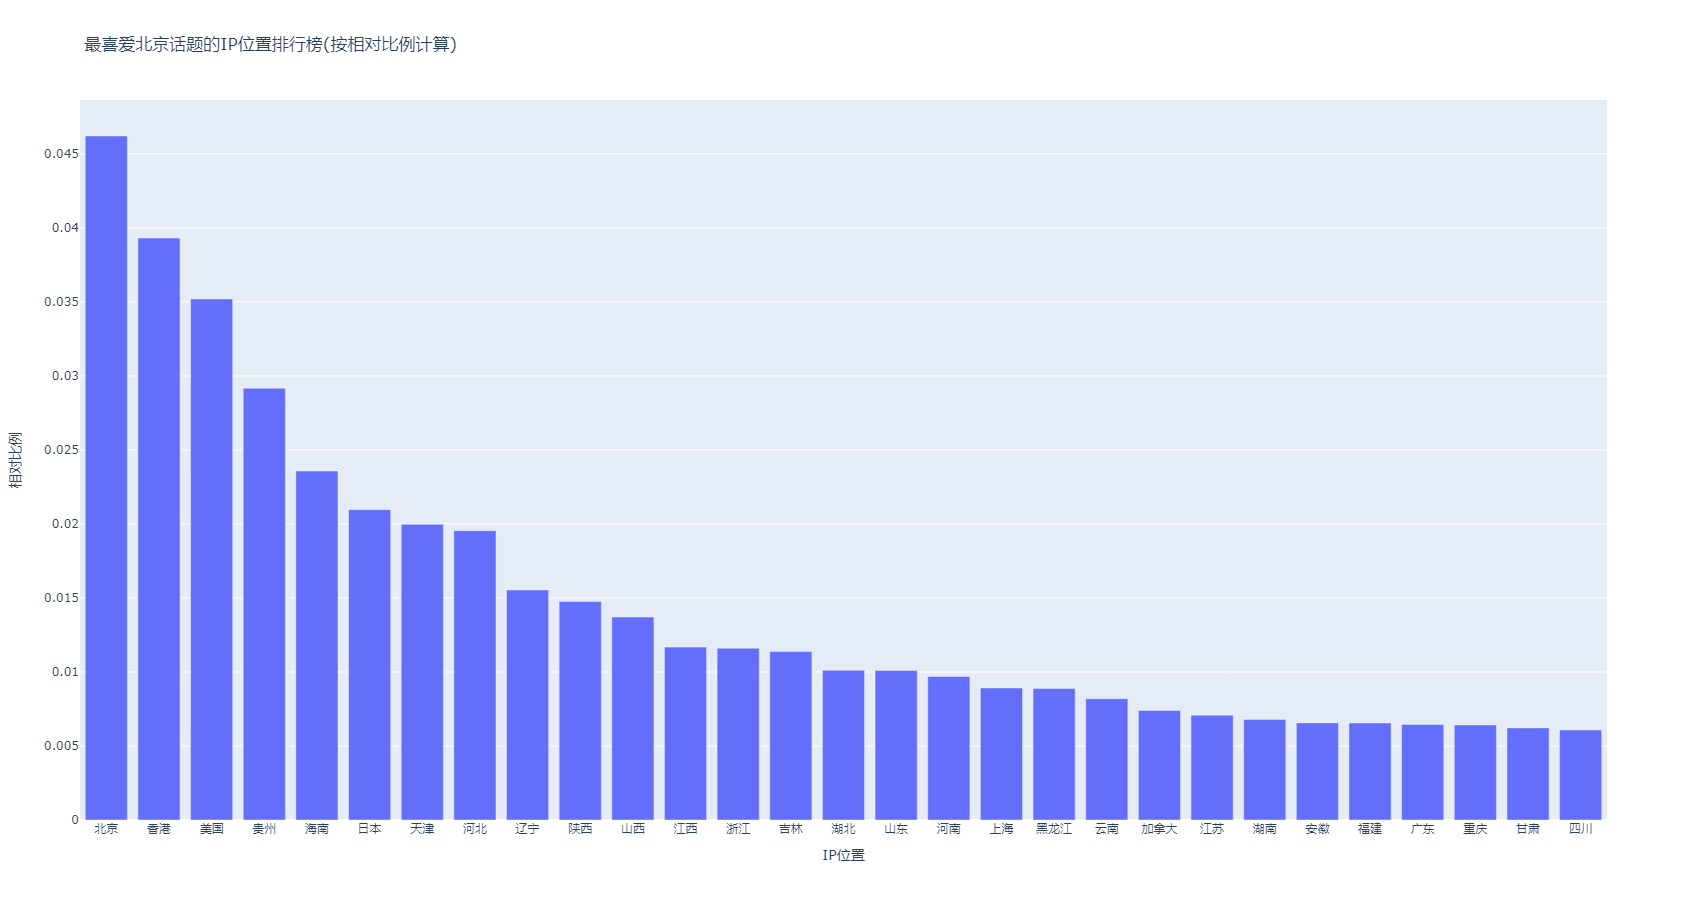 最喜爱北京话题的IP位置排行榜(按相对比例计算)
0.045
0.04
0.035
0.03
0.025
0.02
0.015
0.01
0.005
0
相对比例
北京 香港 美国 贵州 海南 日本 天津 河北 辽宁 陕西 山西 江西 浙江 吉林 湖北 山东 河南 上海 黑龙江 云南 加拿大 江苏 湖南 安徽 福建 广东 重庆 甘肃 四川
IP位置